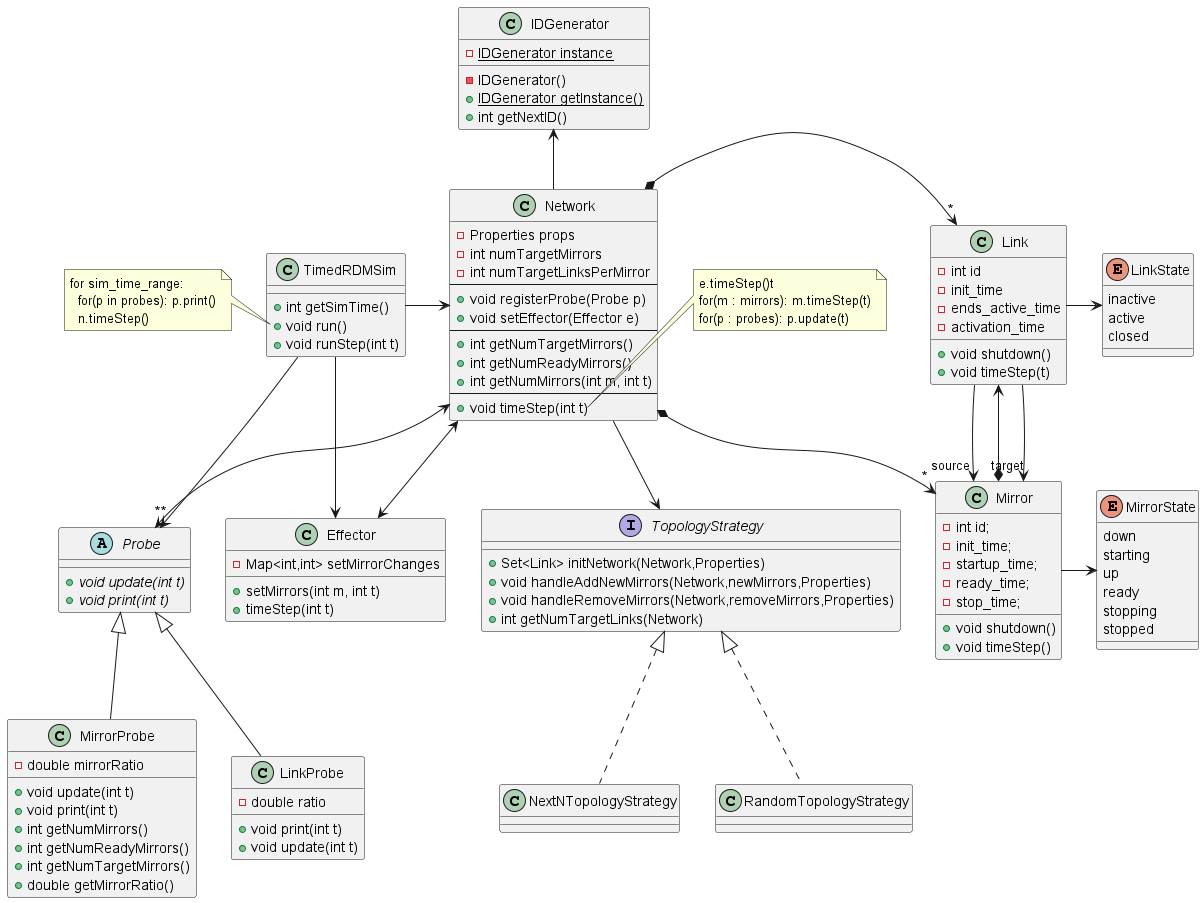 C IDGenerator
IDGenerator instance
IDGenerator()
IDGenerator getInstance()
int getNextID()
C Network
Properties props
int numTargetMirrors
int numTargetLinksPerMirror
void registerProbe(Probe p)
void setEffector(Effector e)
int getNumTargetMirrors()
int getNumReadyMirrors()
int getNumMirrors(int m, int t)
void timeStep(int t)
*
C Link
int id
init_time
ends_active_time
activation_time
void shutdown()
void timeStep(t)
E LinkState
inactive
active
closed
for sim_time_range:
for(p in probes): p.print()
n.timeStep()
C TimedRDMSim
int getSimTime()
void run()
void runStep(int t)
e.timeStep()t
for(m : mirrors): m.timeStep(t)
for(p : probes): p.update(t)
source
target
*
**
A Probe
void update(int t)
void print(int t)
C Effector
Map<int,int> setMirrorChanges
setMirrors(int m, int t)
timeStep(int t)
I TopologyStrategy
Set<Link> initNetwork(Network,Properties)
void handleAddNewMirrors(Network,newMirrors,Properties)
void handleRemoveMirrors(Network,removeMirrors,Properties)
int getNumTargetLinks(Network)
C Mirror
int id;
init_time;
startup_time;
ready_time;
stop_time;
void shutdown()
void timeStep()
E MirrorState
down
starting
up
ready
stopping
stopped
C MirrorProbe
double mirrorRatio
void update(int t)
void print(int t)
int getNumMirrors()
int getNumReadyMirrors()
int getNumTargetMirrors()
double getMirrorRatio()
C LinkProbe
double ratio
void print(int t)
void update(int t)
C NextNTopologyStrategy
C RandomTopologyStrategy